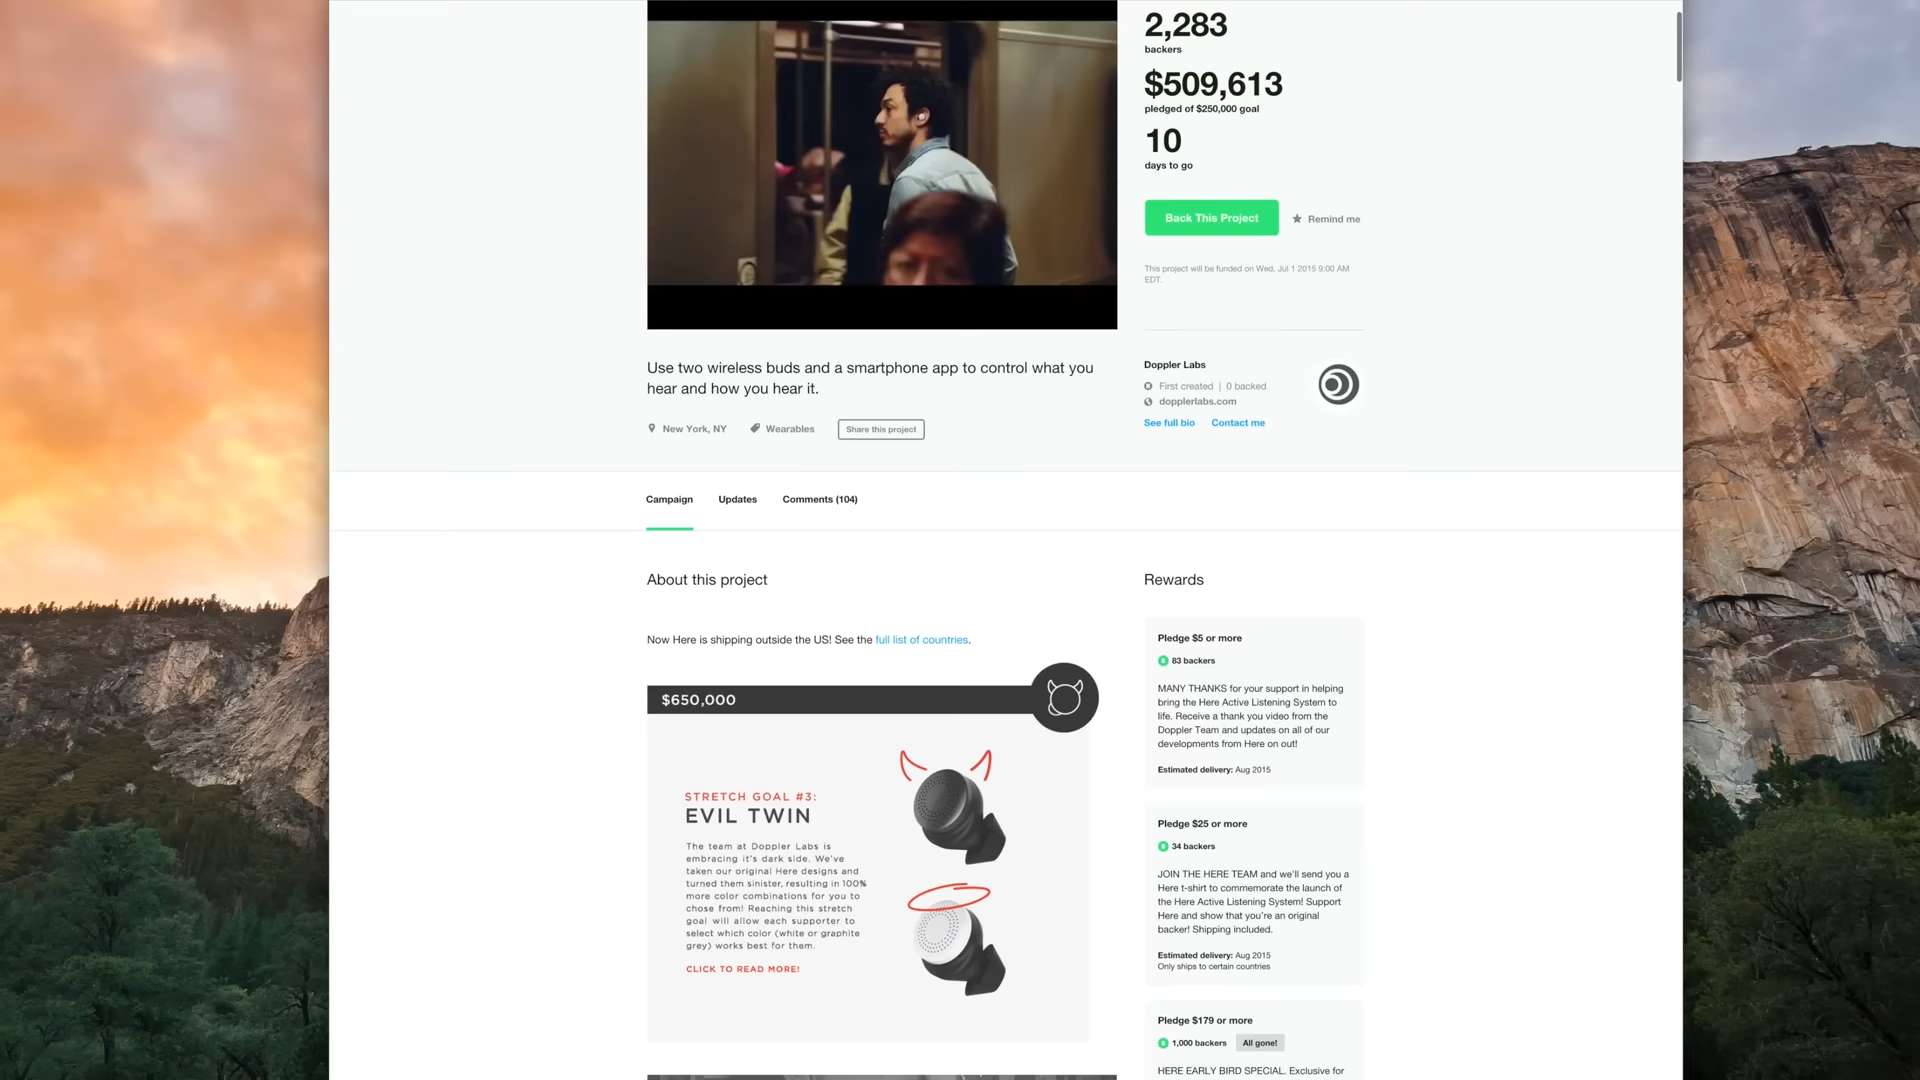 2,283
backers
$509,613
pledged of $250,000 goal
10
days to go
Back This Project
Remind me
This project will be funded on Wed, Jul 1 2015 9:00 AM
EDT.
Use two wireless buds and a smartphone app to control what you
hear and how you hear it.
New York, NY
Wearables
Share this project
Doppler Labs
First created | 0 backed
dopplerlabs.com
See full bio
Contact me
Campaign
Updates
Comments (104)
About this project
Now Here is shipping outside the US! See the full list of countries.
$650,000
STRETCH GOAL #3:
EVIL TWIN
The team at Doppler Labs is
embracing it's dark side. We've
taken our original Here designs and
turned them sinister, resulting in 100%
more color combinations for you to
chose from! Reaching this stretch
goal will allow each supporter to
select which color (white or graphite
grey) works best for them.
CLICK TO READ MORE!
Rewards
Pledge $5 or more
83 backers
MANY THANKS for your support in helping
bring the Here Active Listening System to
life. Receive a thank you video from the
Doppler Team and updates on all of our
developments from Here on out!
Estimated delivery: Aug 2015
Pledge $25 or more
34 backers
JOIN THE HERE TEAM and we'll send you a
Here t-shirt to commemorate the launch of
the Here Active Listening System! Support
Here and show that you're an original
backer! Shipping included.
Estimated delivery: Aug 2015
Only ships to certain countries
Pledge $179 or more
1,000 backers
All gone!
HERE EARLY BIRD SPECIAL. Exclusive for